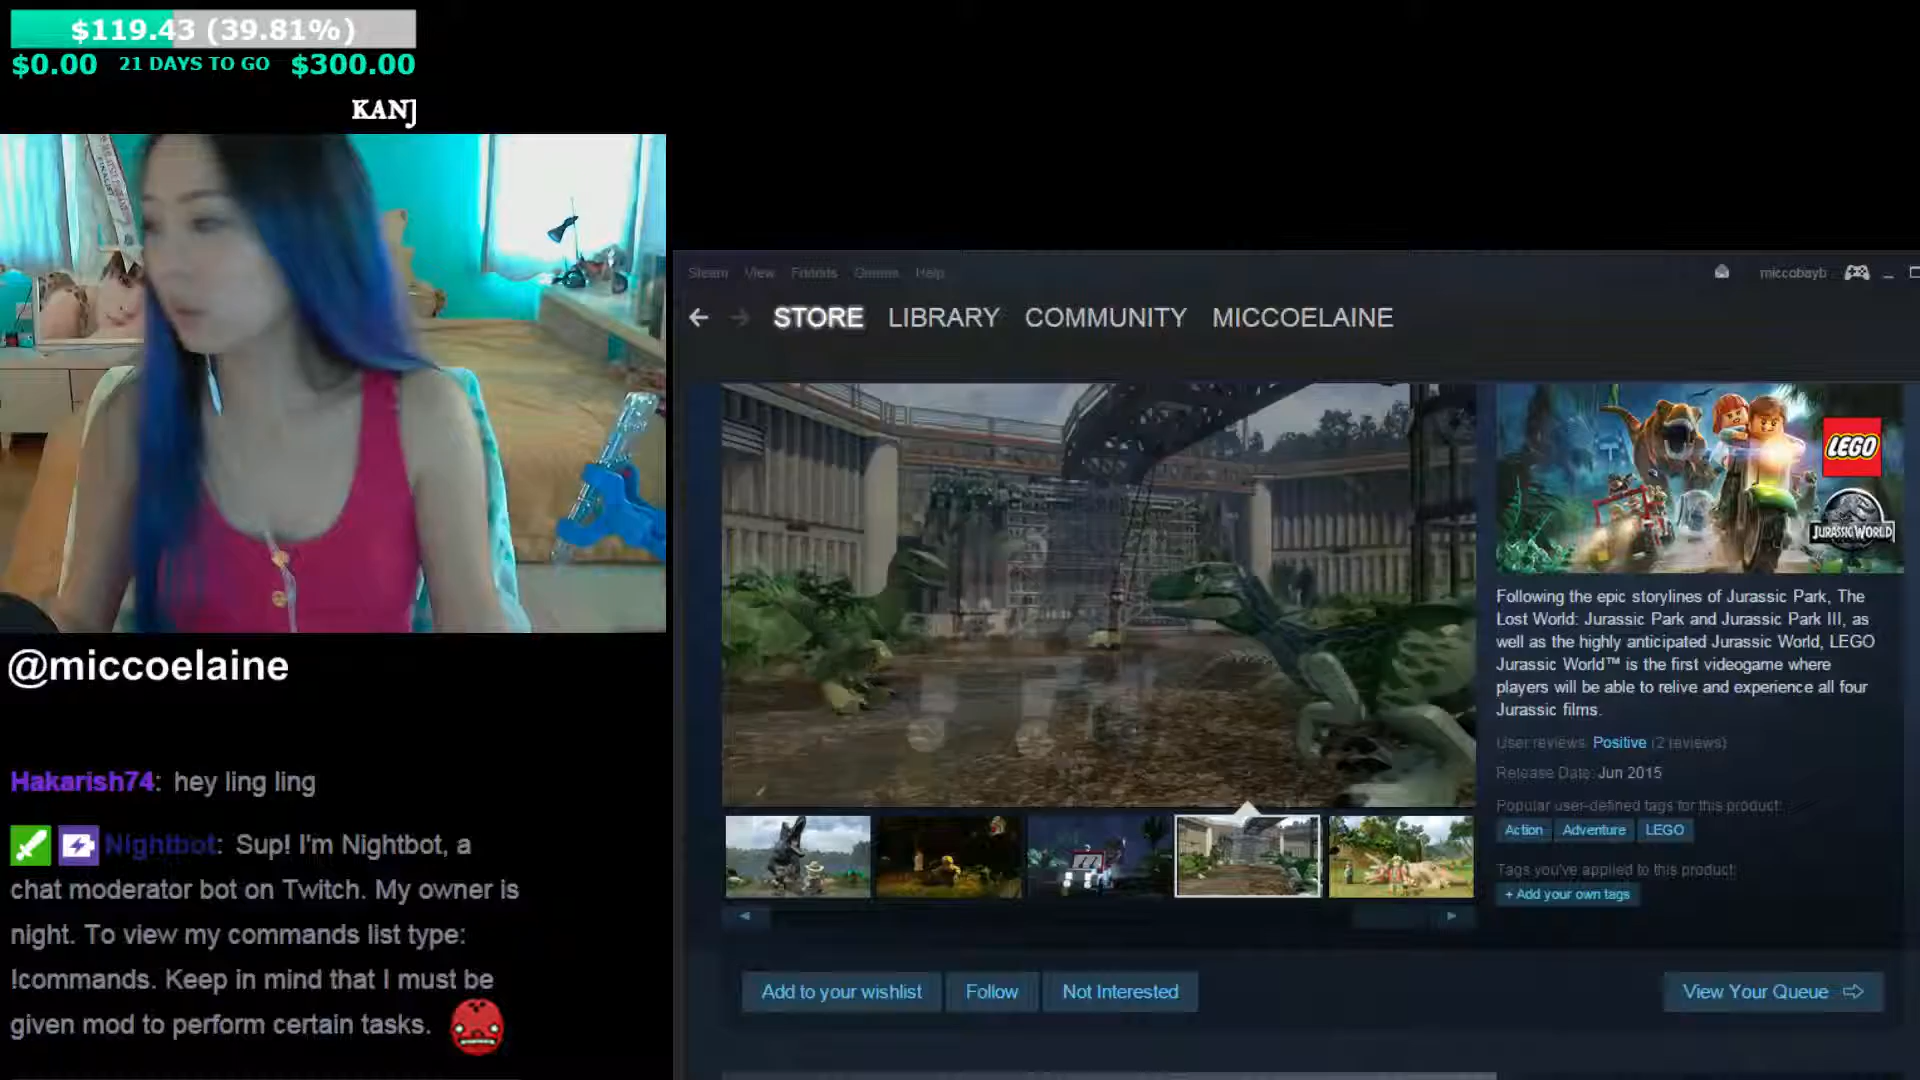 $119.43 (39.81%)
$0.00 21 DAYS TO GO $300.00
KANJ
FINALIST
@miccoelaine
Hakarish74: hey ling ling
Nightbot: Sup! I'm Nightbot, a
chat moderator bot on Twitch. My owner is
night. To view my commands list type:
!commands. Keep in mind that I must be
given mod to perform certain tasks.
Steam View Friends Games Help
miccobayb
STORE LIBRARY COMMUNITY MICCOELAINE
LEGO
JURASSIC WORLD
Following the epic storylines of Jurassic Park, The
Lost World: Jurassic Park and Jurassic Park III, as
well as the highly anticipated Jurassic World, LEGO
Jurassic World™ is the first videogame where
players will be able to relive and experience all four
Jurassic films.
User reviews: Positive (2 reviews)
Release Date: Jun 2015
Popular user-defined tags for this product:
Action Adventure LEGO
Tags you've applied to this product:
+ Add your own tags
Add to your wishlist Follow Not Interested
View Your Queue